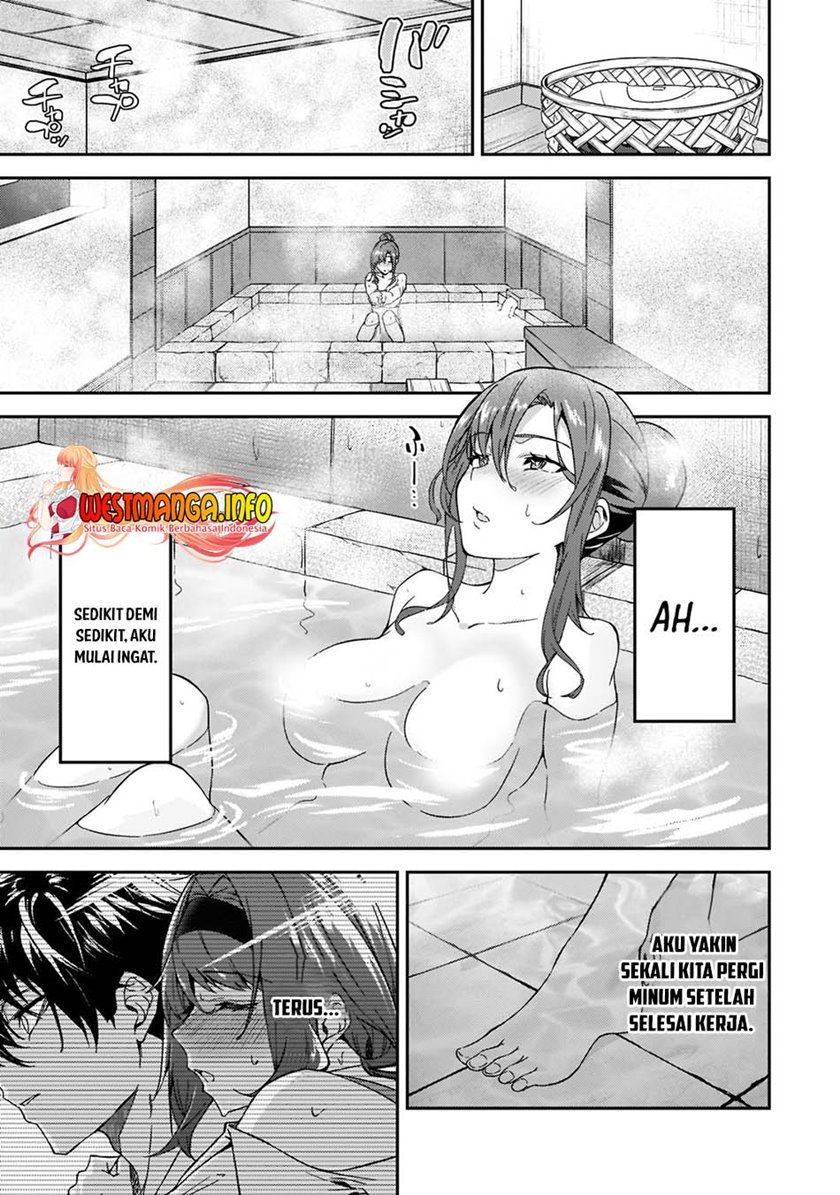 バシャッ
チャプ
チャプ
ふー…
AH...
WESTMANGA.INFO
Situs Baca Komik Berbahasa Indonesia
SEDIKIT DEMI
SEDIKIT, AKU
MULAI INGAT.
AKU YAKIN
SEKALI KITA PERGI
MINUM SETELAH
SELESAI KERJA.
TERUS...